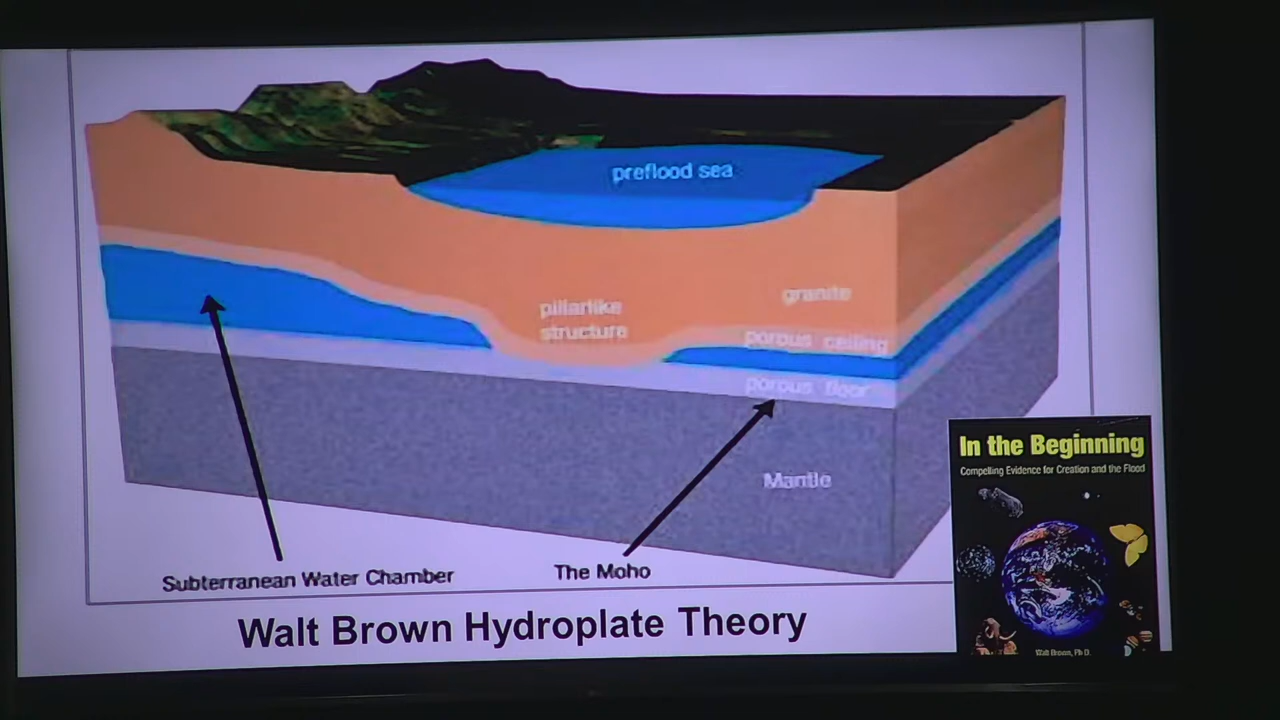 preflood sea
granite
pillarlike
structure
porous ceiling
porous floor
Mantle
Subterranean Water Chamber
The Moho
Walt Brown Hydroplate Theory
In the Beginning
Compelling Evidence for Creation and the Flood
Walt Brown, Ph.D.